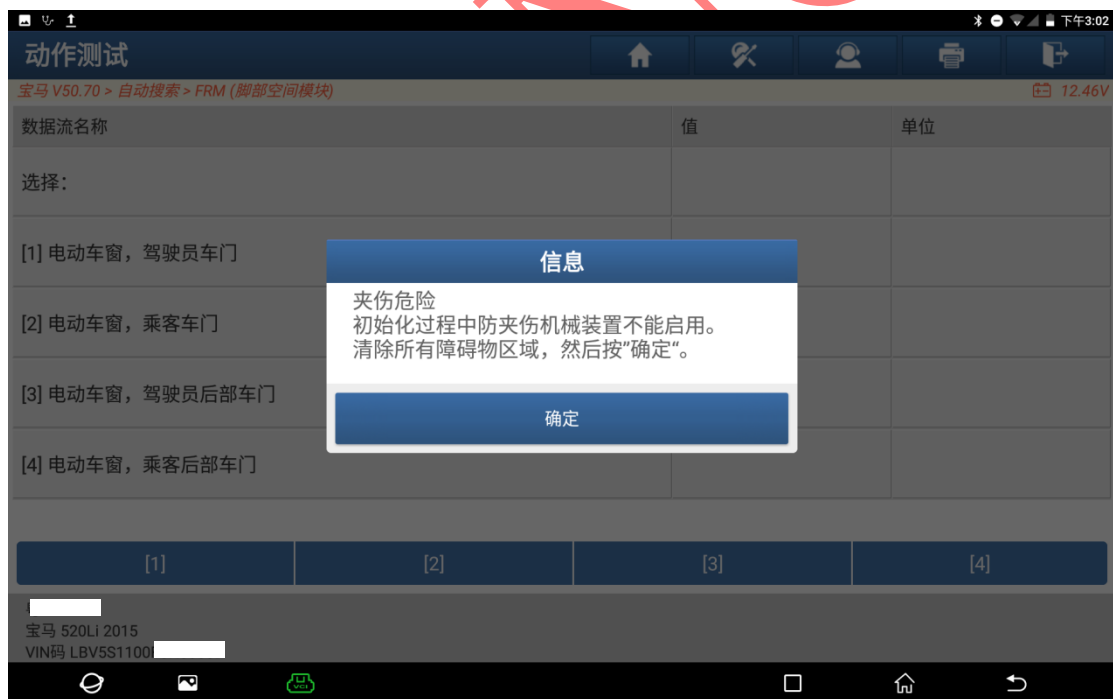 下午3:02
动作测试
宝马 V50.70 > 自动搜索 > FRM (脚部空间模块)
12.46V
数据流名称 值 单位
选择：
[1] 电动车窗，驾驶员车门
[2] 电动车窗，乘客车门
[3] 电动车窗，驾驶员后部车门
[4] 电动车窗，乘客后部车门
信息
夹伤危险
初始化过程中防夹伤机械装置不能启用。
清除所有障碍物区域，然后按”确定“。
确定
[1] [2] [3] [4]
宝马 520Li 2015
VIN码 LBV5S1100
VCI